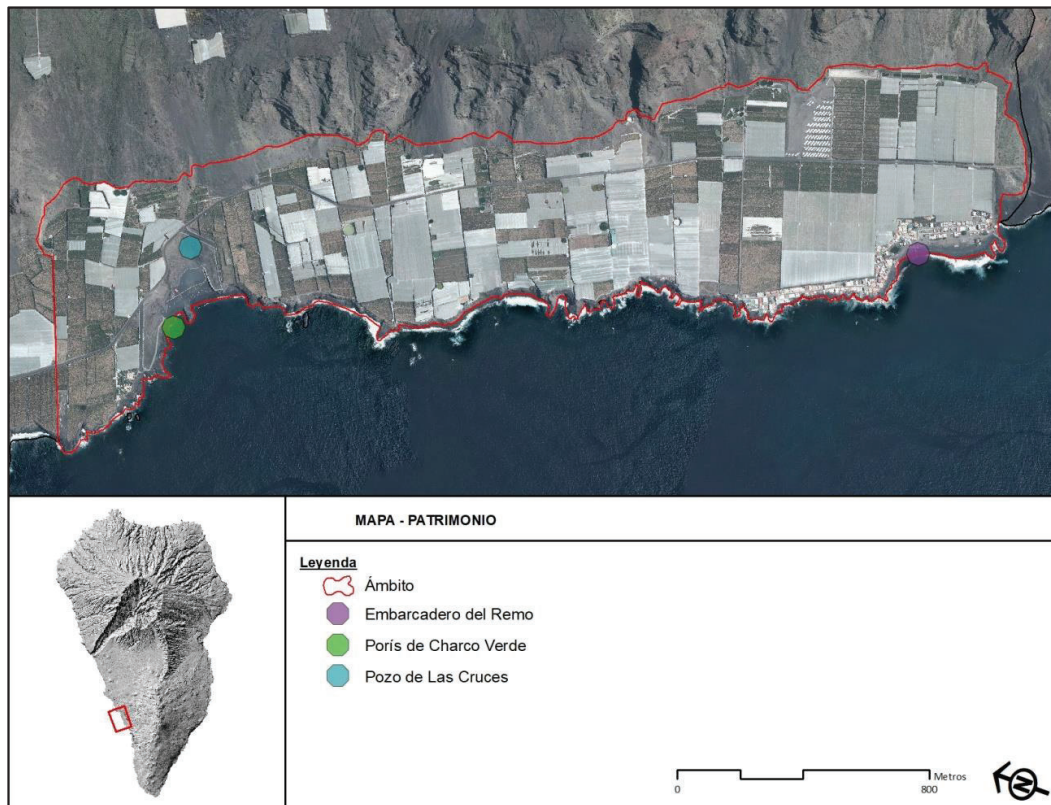 MAPA - PATRIMONIO
Leyenda
Ámbito
Embarcadero del Remo
Porís de Charco Verde
Pozo de Las Cruces
Metros
0 800
N